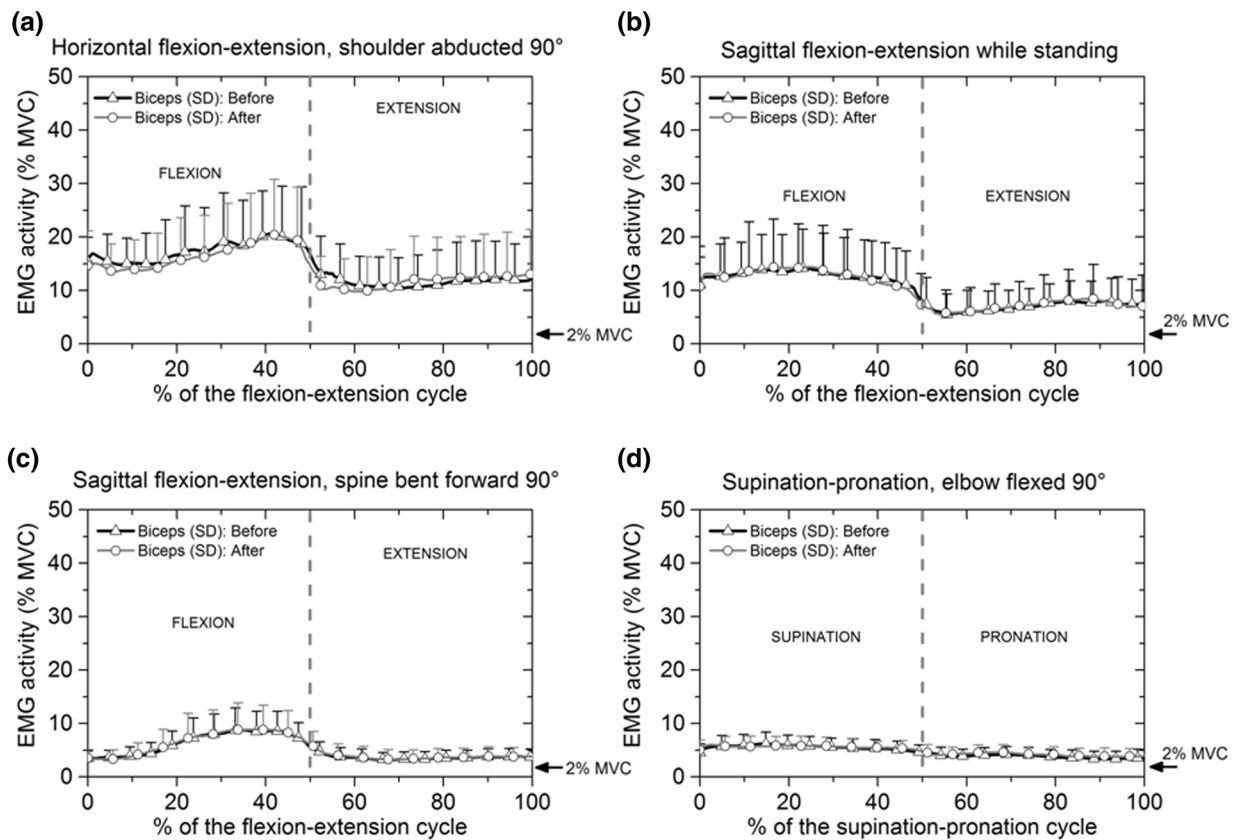 (a)
Horizontal flexion-extension, shoulder abducted 90°
EMG activity (% MVC)
50
40
30
20
10
0
Biceps (SD): Before
Biceps (SD): After
FLEXION
EXTENSION
2% MVC
0 20 40 60 80 100
% of the flexion-extension cycle
(b)
Sagittal flexion-extension while standing
EMG activity (% MVC)
50
40
30
20
10
0
Biceps (SD): Before
Biceps (SD): After
FLEXION
EXTENSION
2% MVC
0 20 40 60 80 100
% of the flexion-extension cycle
(c)
Sagittal flexion-extension, spine bent forward 90°
EMG activity (% MVC)
50
40
30
20
10
0
Biceps (SD): Before
Biceps (SD): After
FLEXION
EXTENSION
2% MVC
0 20 40 60 80 100
% of the flexion-extension cycle
(d)
Supination-pronation, elbow flexed 90°
EMG activity (% MVC)
50
40
30
20
10
0
Biceps (SD): Before
Biceps (SD): After
SUPINATION
PRONATION
2% MVC
0 20 40 60 80 100
% of the supination-pronation cycle